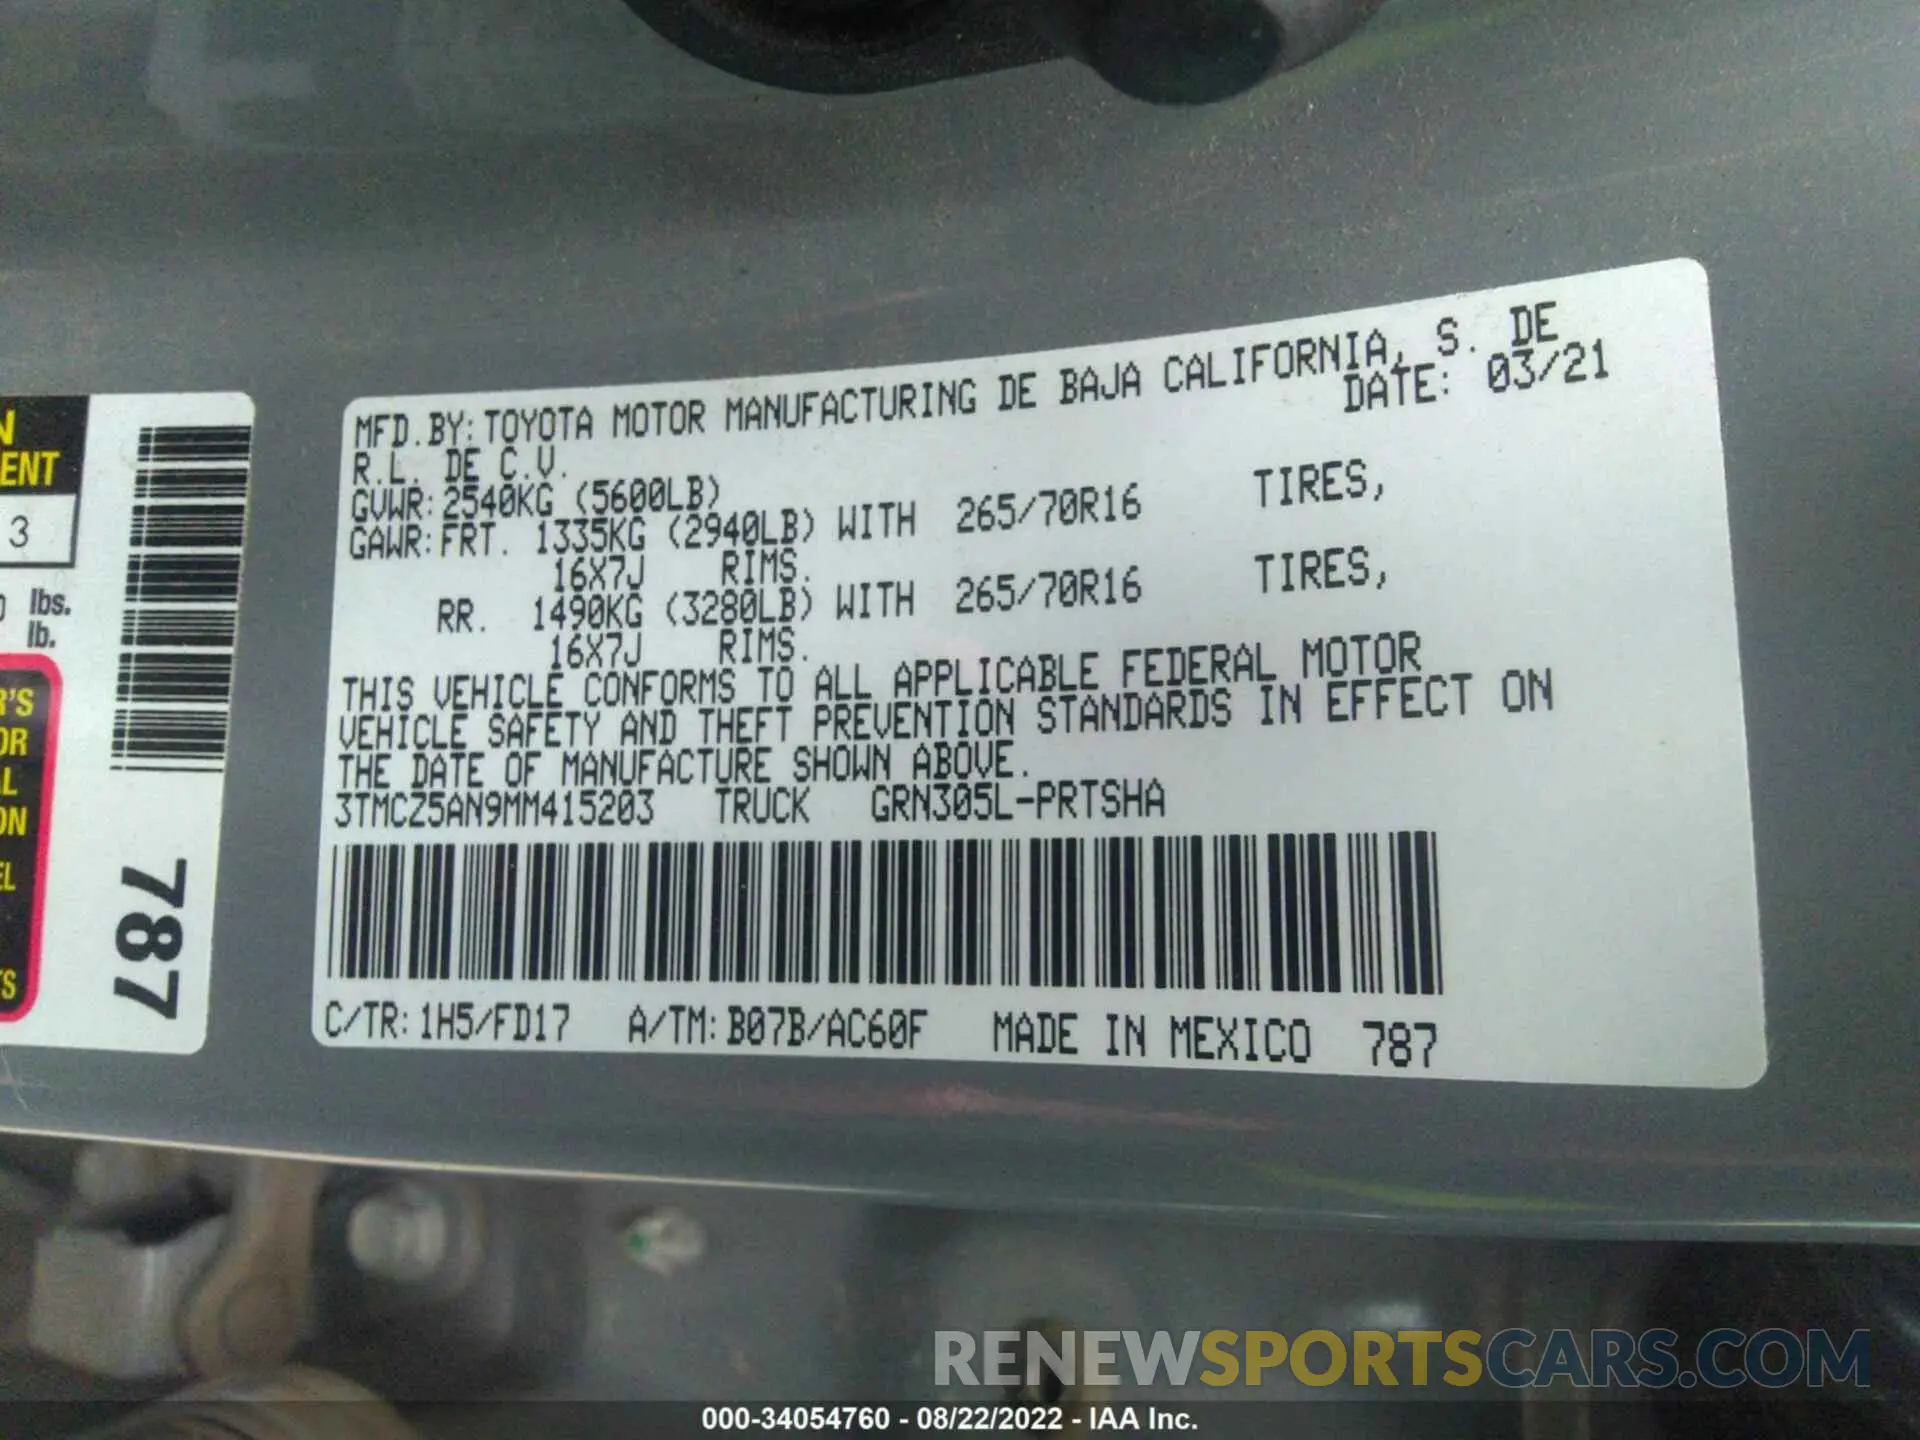 MFD.BY: TOYOTA MOTOR MANUFACTURING DE BAJA CALIFORNIA, S. DE
R.L. DE C.V. DATE: 03/21
GVWR: 2540KG (5600LB)
GAWR: FRT. 1335KG (2940LB) WITH 265/70R16 TIRES,
16X7J RIMS.
RR. 1490KG (3280LB) WITH 265/70R16 TIRES,
16X7J RIMS.
THIS VEHICLE CONFORMS TO ALL APPLICABLE FEDERAL MOTOR
VEHICLE SAFETY AND THEFT PREVENTION STANDARDS IN EFFECT ON
THE DATE OF MANUFACTURE SHOWN ABOVE.
3TMCZ5AN9MM415203 TRUCK GRN305L-PRTSHA
C/TR: 1H5/FD17 A/TM: B07B/AC60F MADE IN MEXICO 787
3
lbs.
lb.
787
RENEWSPORTSCARS.COM
000-34054760 - 08/22/2022 - IAA Inc.